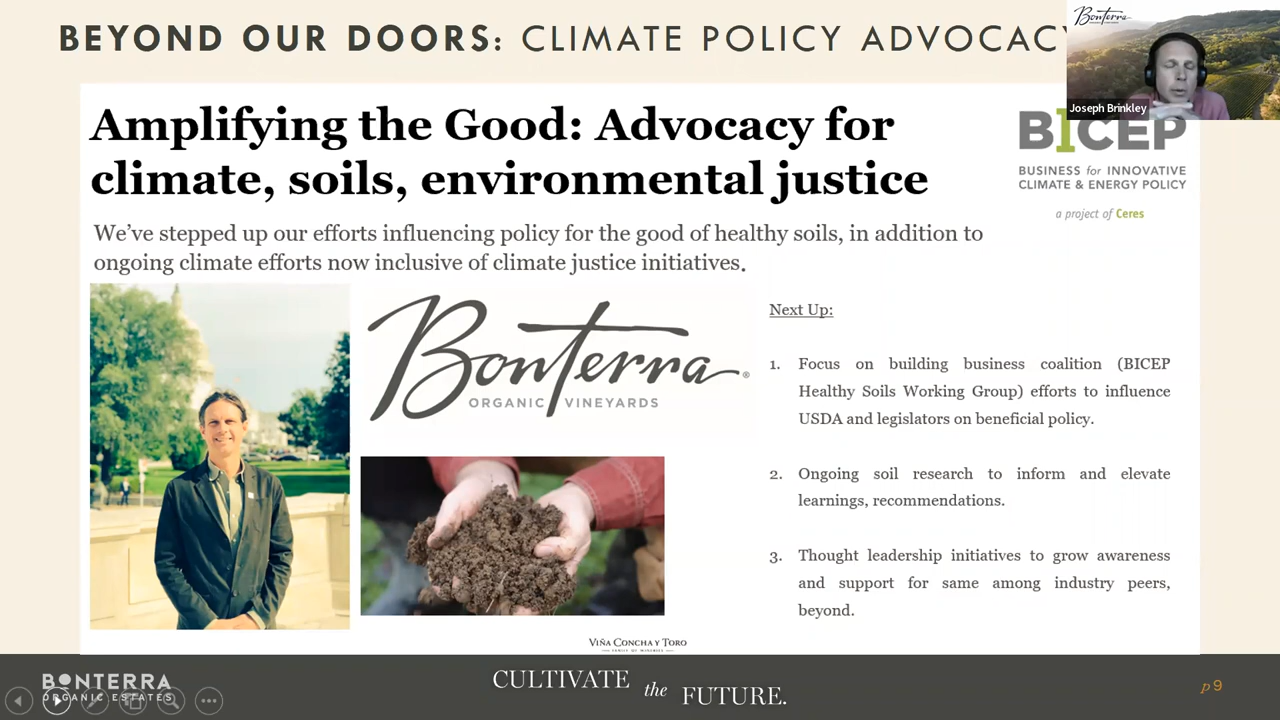 BEYOND OUR DOORS: CLIMATE POLICY ADVOCACY
Bonterra
Joseph Brinkley
Amplifying the Good: Advocacy for
climate, soils, environmental justice
BICEP
BUSINESS for INNOVATIVE
CLIMATE & ENERGY POLICY
a project of Ceres
We've stepped up our efforts influencing policy for the good of healthy soils, in addition to
ongoing climate efforts now inclusive of climate justice initiatives.
Bonterra®
ORGANIC VINEYARDS
Next Up:
1. Focus on building business coalition (BICEP
Healthy Soils Working Group) efforts to influence
USDA and legislators on beneficial policy.
2. Ongoing soil research to inform and elevate
learnings, recommendations.
3. Thought leadership initiatives to grow awareness
and support for same among industry peers,
beyond.
VIÑA CONCHA Y TORO
FAMILY OF WINERIES
BONTERRA
ORGANIC ESTATES
CULTIVATE the FUTURE.
p9